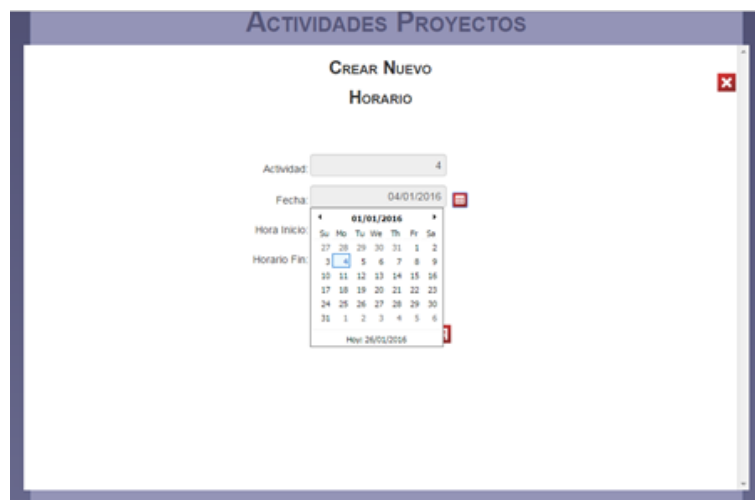 ACTIVIDADES PROYECTOS
CREAR NUEVO
HORARIO
Actividad: 4
Fecha: 04/01/2016
Hora Inicio:
Horario Fin:
01/01/2016
Su Mo Tu We Th Fr Sa
27 28 29 30 31 1 2
3 4 5 6 7 8 9
10 11 12 13 14 15 16
17 18 19 20 21 22 23
24 25 26 27 28 29 30
31 1 2 3 4 5 6
Hoy: 26/01/2016